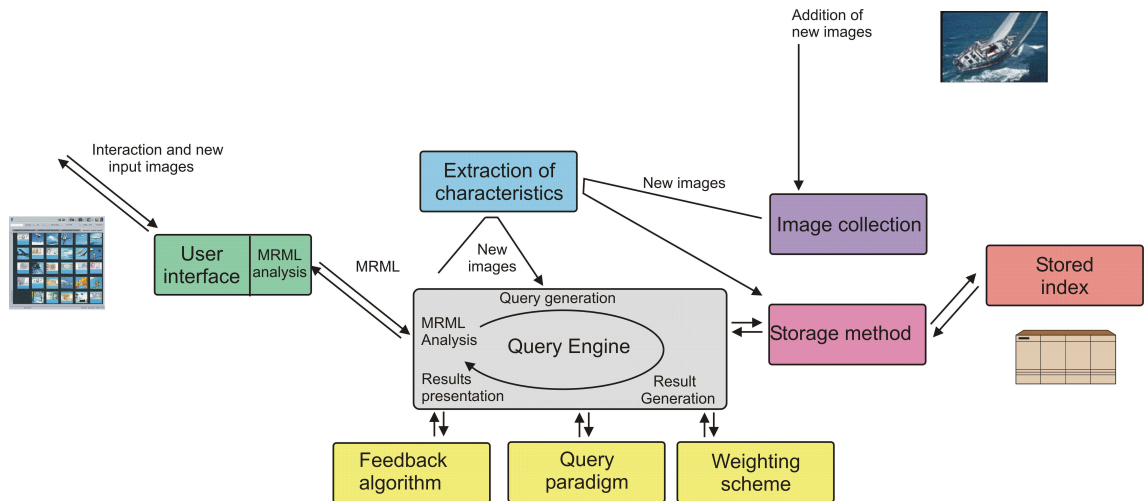 Addition of
new images
Interaction and new
input images
Extraction of
characteristics
New images
Image collection
User
interface
MRML
analysis
MRML
New
images
Stored
index
Query generation
MRML
Analysis
Query Engine
Storage method
Results
presentation
Result
Generation
Feedback
algorithm
Query
paradigm
Weighting
scheme